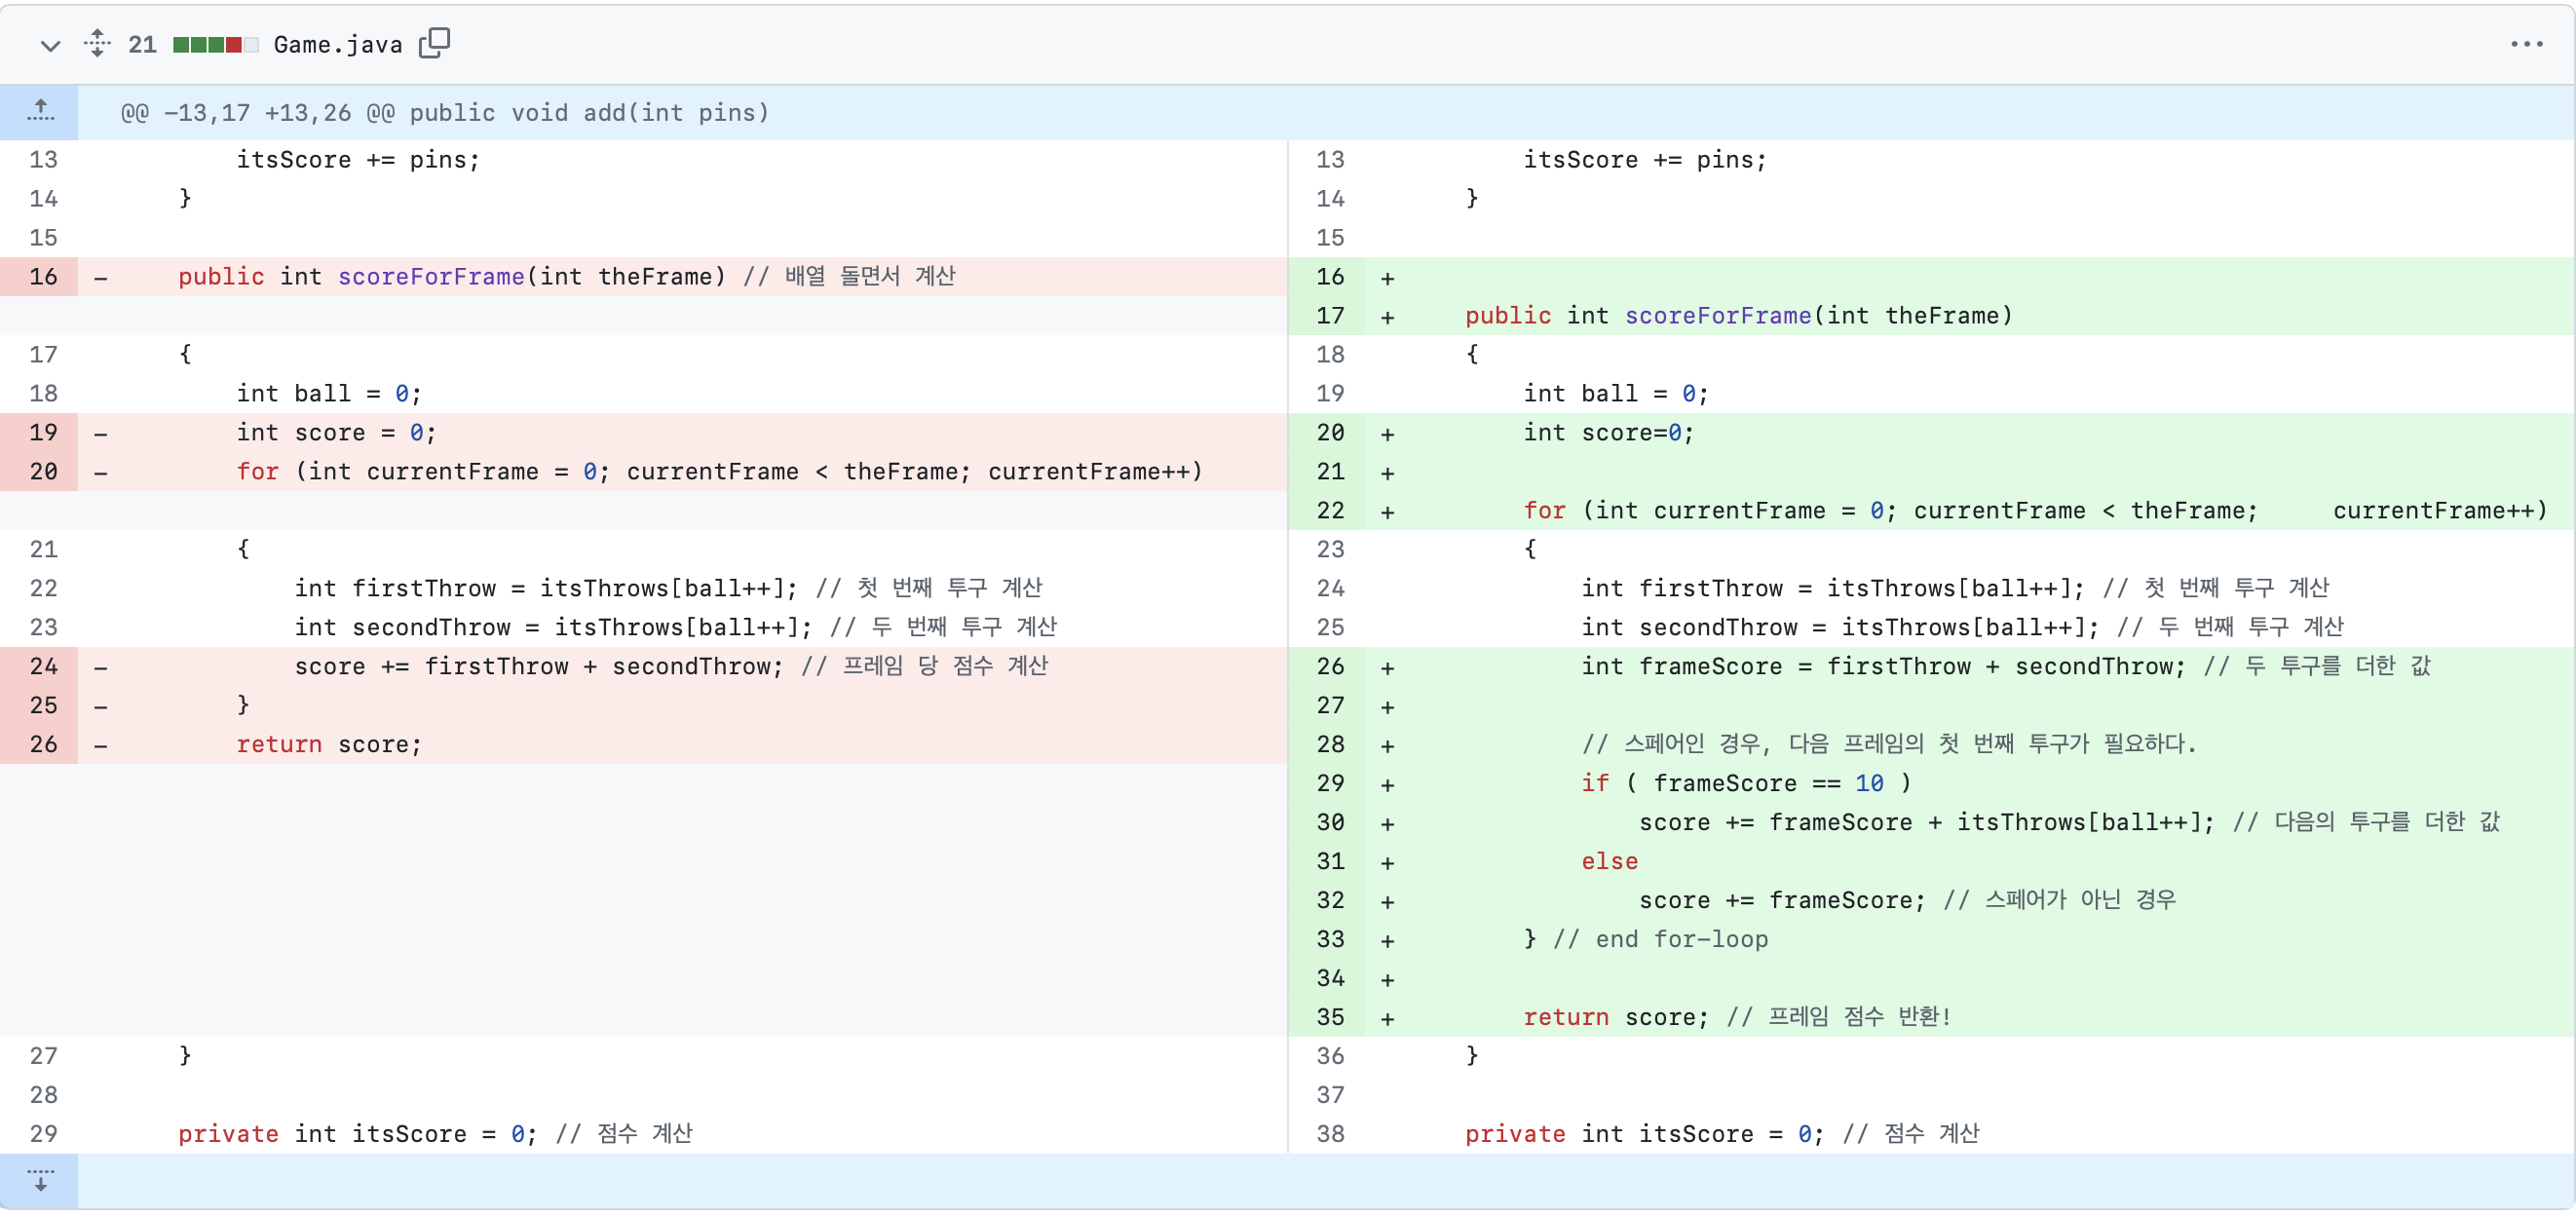 21 Game.java
@@ -13,17 +13,26 @@ public void add(int pins)
13 itsScore += pins;
14 }
15
16 - public int scoreForFrame(int theFrame) // 배열 돌면서 계산
17 {
18 int ball = 0;
19 - int score = 0;
20 - for (int currentFrame = 0; currentFrame < theFrame; currentFrame++)
21 {
22 int firstThrow = itsThrows[ball++]; // 첫 번째 투구 계산
23 int secondThrow = itsThrows[ball++]; // 두 번째 투구 계산
24 - score += firstThrow + secondThrow; // 프레임 당 점수 계산
25 - }
26 - return score;
27 }
28
29 private int itsScore = 0; // 점수 계산
13 itsScore += pins;
14 }
15
16 +
17 + public int scoreForFrame(int theFrame)
18 {
19 int ball = 0;
20 + int score=0;
21 +
22 + for (int currentFrame = 0; currentFrame < theFrame;     currentFrame++)
23 {
24 int firstThrow = itsThrows[ball++]; // 첫 번째 투구 계산
25 int secondThrow = itsThrows[ball++]; // 두 번째 투구 계산
26 + int frameScore = firstThrow + secondThrow; // 두 투구를 더한 값
27 +
28 + // 스페어인 경우, 다음 프레임의 첫 번째 투구가 필요하다.
29 + if ( frameScore == 10 )
30 + score += frameScore + itsThrows[ball++]; // 다음의 투구를 더한 값
31 + else
32 + score += frameScore; // 스페어가 아닌 경우
33 + } // end for-loop
34 +
35 + return score; // 프레임 점수 반환!
36 }
37
38 private int itsScore = 0; // 점수 계산